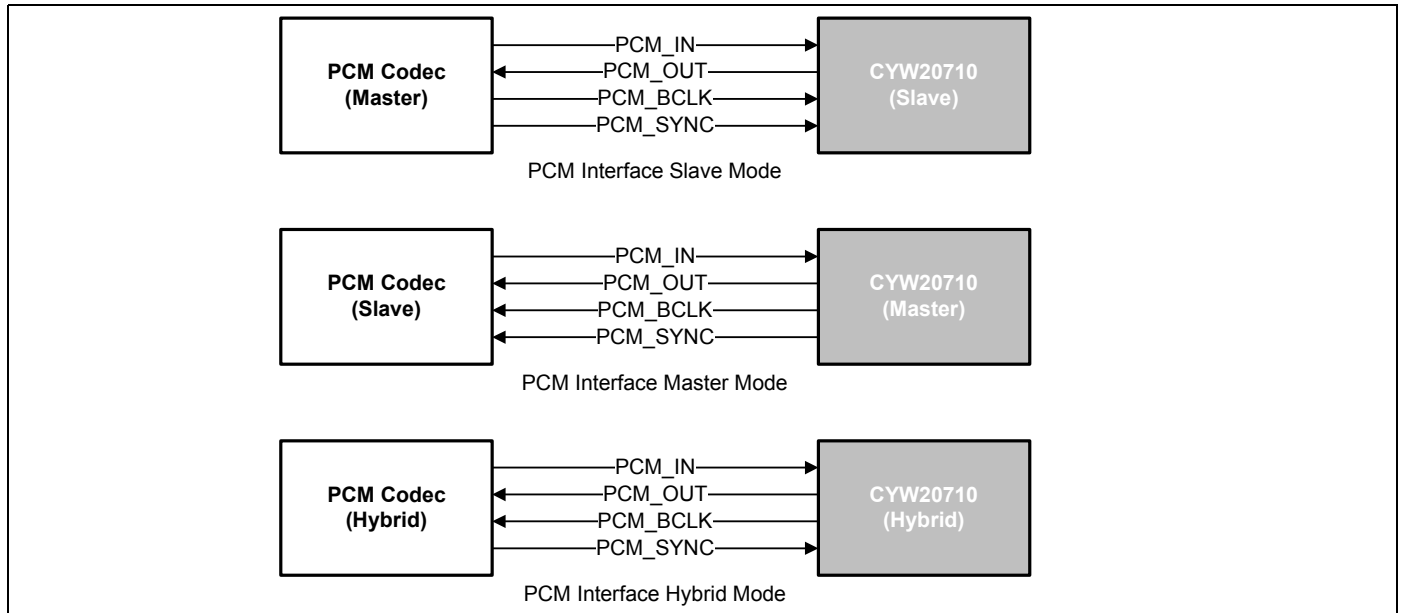 PCM Codec
(Master)
PCM_IN
PCM_OUT
PCM_BCLK
PCM_SYNC
CYW20710
(Slave)
PCM Interface Slave Mode
PCM Codec
(Slave)
PCM_IN
PCM_OUT
PCM_BCLK
PCM_SYNC
CYW20710
(Master)
PCM Interface Master Mode
PCM Codec
(Hybrid)
PCM_IN
PCM_OUT
PCM_BCLK
PCM_SYNC
CYW20710
(Hybrid)
PCM Interface Hybrid Mode